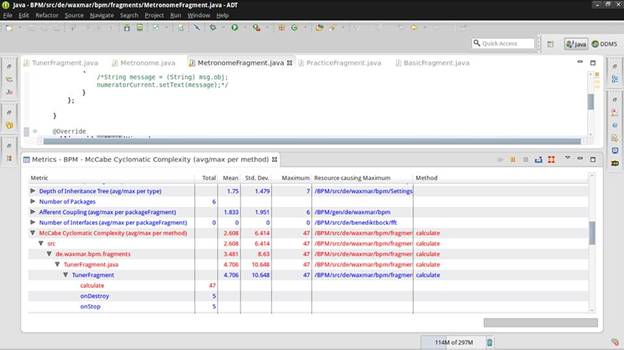 Java - BPM/src/de/waxmar/bpm/fragments/MetronomeFragment.java - ADT
File Edit Refactor Source Navigate Search Project Run Window Help
Quick Access
Java DDMS
TunerFragment.java Metronome.java MetronomeFragment.java PracticeFragment.java BasicFragment.java
/*String message = (String) msg.obj;
numeratorCurrent.setText(message);*/
}
};
}
@Override
Metrics - BPM - McCabe Cyclomatic Complexity (avg/max per method)
Metric Total Mean Std. Dev. Maximum Resource causing Maximum Method
Depth of Inheritance Tree (avg/max per type) 1.75 1.479 7 /BPM/src/de/waxmar/bpm/Settings
Number of Packages 6
Afferent Coupling (avg/max per packageFragment) 1.833 1.951 6 /BPM/gen/de/waxmar/bpm
Number of Interfaces (avg/max per packageFragment) 0 0 0 0 /BPM/src/de/benediktbock/fft
McCabe Cyclomatic Complexity (avg/max per method) 2.608 6.414 47 /BPM/src/de/waxmar/bpm/fragmen calculate
src 2.608 6.414 47 /BPM/src/de/waxmar/bpm/fragmen calculate
de.waxmar.bpm.fragments 3.481 8.63 47 /BPM/src/de/waxmar/bpm/fragmen calculate
TunerFragment.java 4.706 10.648 47 /BPM/src/de/waxmar/bpm/fragmen calculate
TunerFragment 4.706 10.648 47 /BPM/src/de/waxmar/bpm/fragmen calculate
calculate 47
onDestroy 5
onStop 5
114M of 297M